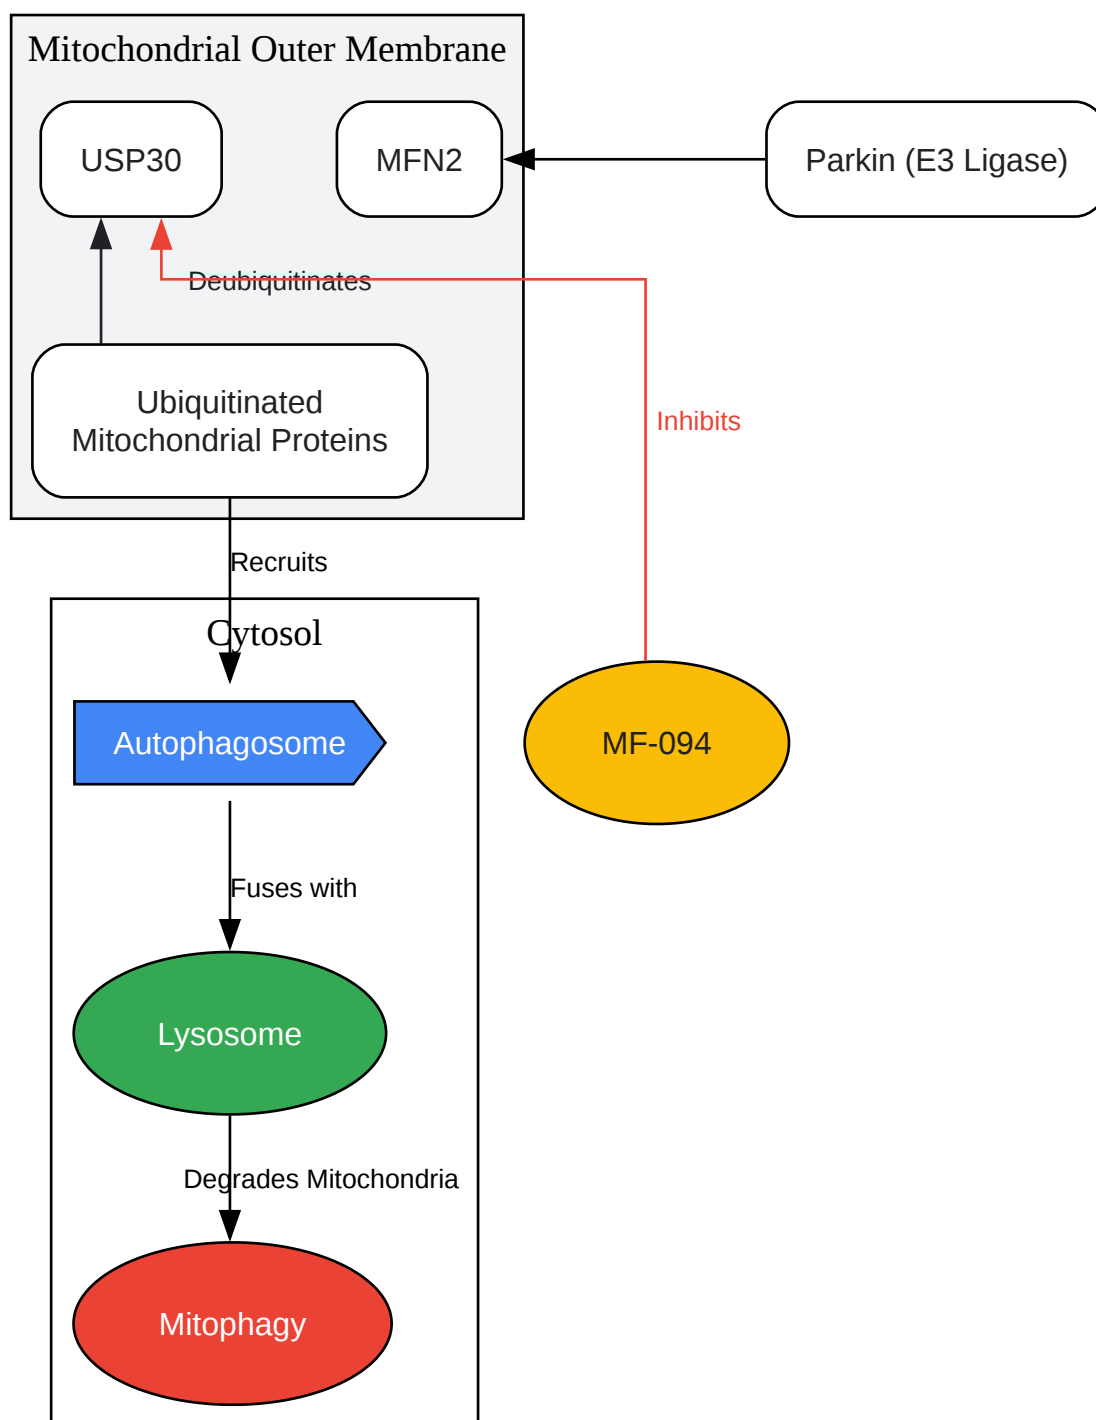 Mitochondrial Outer Membrane
USP30
MFN2
Parkin (E3 Ligase)
Deubiquitinates
Ubiquitinated
Mitochondrial Proteins
Inhibits
Recruits
Cytosol
Autophagosome
MF-094
Fuses with
Lysosome
Degrades Mitochondria
Mitophagy